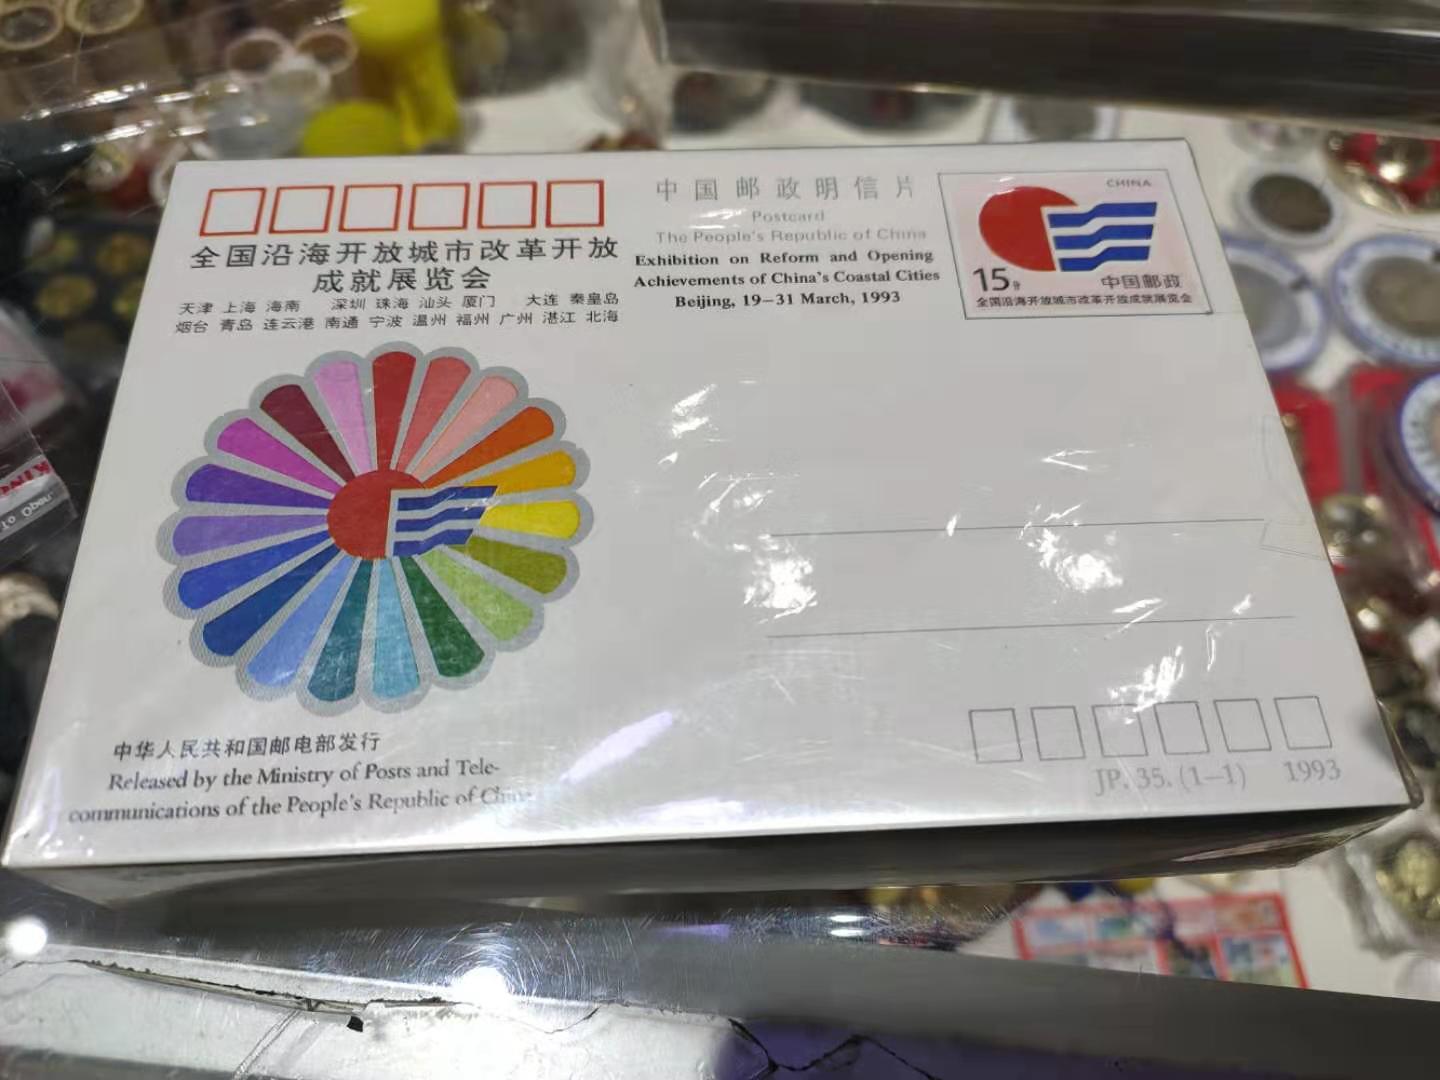 全国沿海开放城市改革开放
成就展览会
天津 上海 海南 深圳 珠海 汕头 厦门 大连 秦皇岛
烟台 青岛 连云港 南通 宁波 温州 福州 广州 湛江 北海
中国邮政明信片
Postcard
The People's Republic of China
Exhibition on Reform and Opening
Achievements of China's Coastal Cities
Beijing, 19–31 March, 1993
CHINA
15分
中国邮政
全国沿海开放城市改革开放成就展览会
中华人民共和国邮电部发行
Released by the Ministry of Posts and Tele-
communications of the People's Republic of China
JP. 35. (1–1) 1993